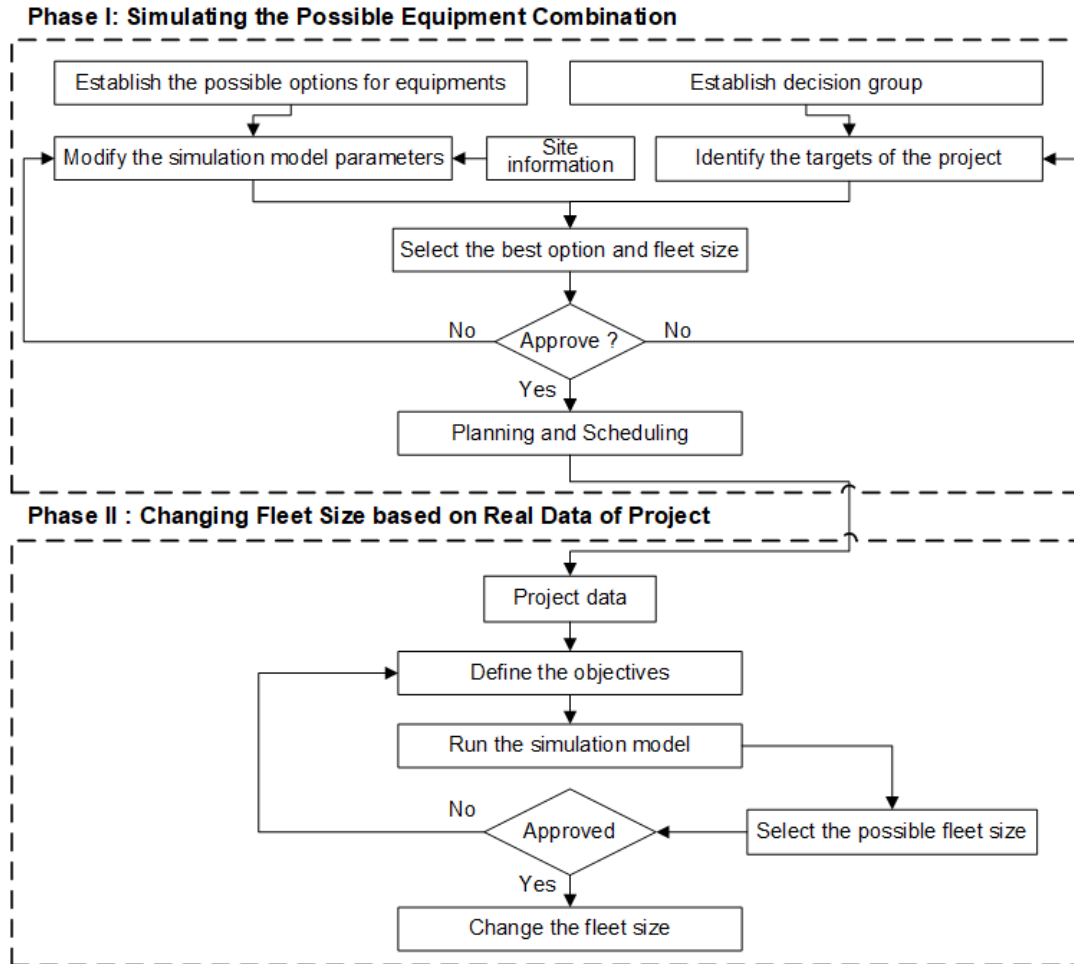 Phase I: Simulating the Possible Equipment Combination
Establish the possible options for equipments
Establish decision group
Modify the simulation model parameters
Site
information
Identify the targets of the project
Select the best option and fleet size
No
Approve ?
No
Yes
Planning and Scheduling
Phase II : Changing Fleet Size based on Real Data of Project
Project data
Define the objectives
Run the simulation model
No
Approved
Select the possible fleet size
Yes
Change the fleet size